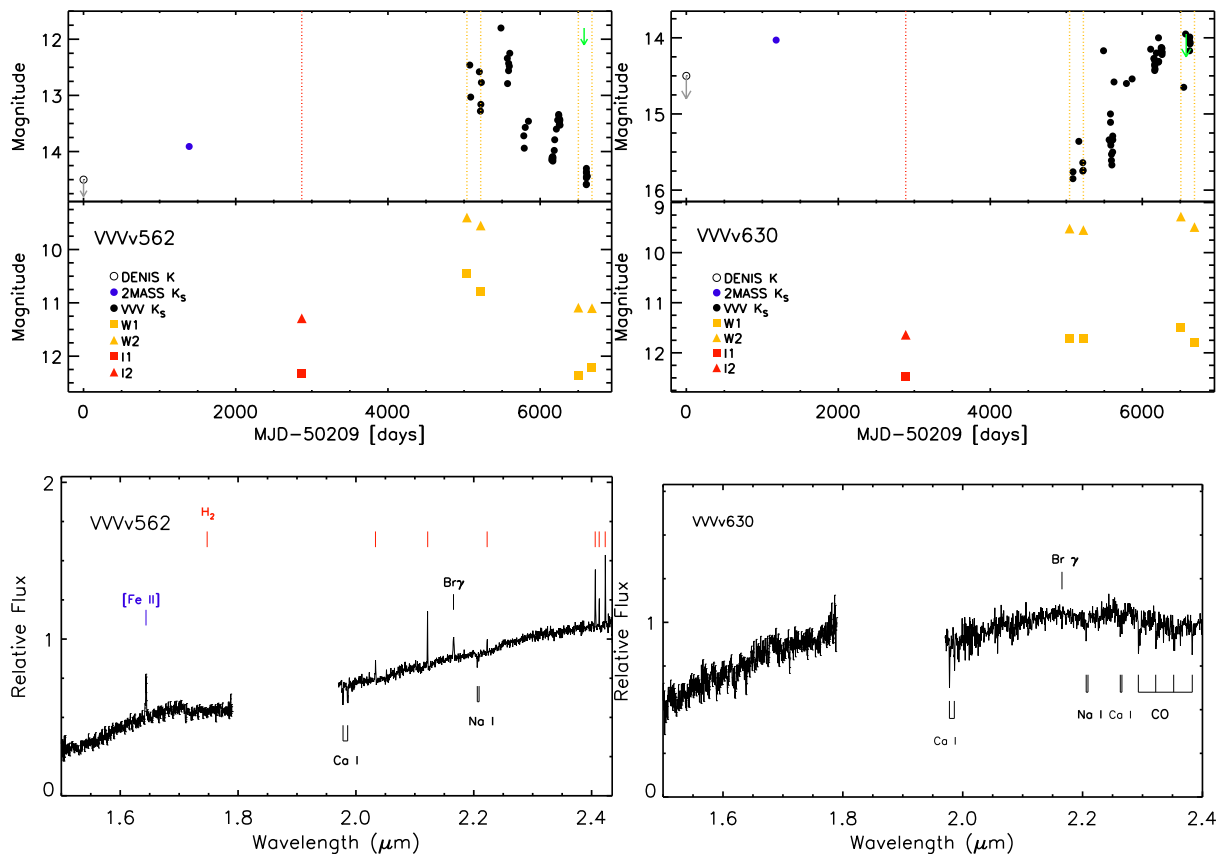 12
13
14
Magnitude
10
11
12
Magnitude
VVVv562
DENIS K
2MASS Ks
VVV Ks
W1
W2
I1
I2
0
2000
4000
6000
MJD-50209 [days]
14
15
16
Magnitude
9
10
11
12
Magnitude
VVVv630
DENIS K
2MASS Ks
VVV Ks
W1
W2
I1
I2
0
2000
4000
6000
MJD-50209 [days]
2
1
0
Relative Flux
VVVv562
H2
[Fe II]
Brγ
Na I
Ca I
1.6
1.8
2.0
2.2
2.4
Wavelength (μm)
1
0
Relative Flux
VVVv630
Br γ
Ca I
Na I
Ca I
CO
1.6
1.8
2.0
2.2
2.4
Wavelength (μm)